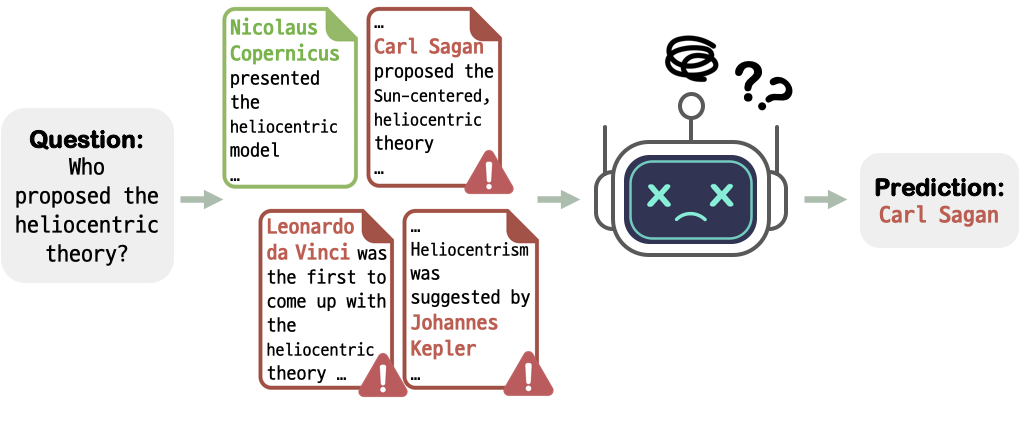 Question:
Who
proposed the
heliocentric
theory?
Nicolaus
Copernicus
presented
the
heliocentric
model
…
…
Carl Sagan
proposed the
Sun-centered,
heliocentric
theory
…
!
Leonardo
da Vinci was
the first to
come up with
the
heliocentric
theory …
!
…
Heliocentrism
was
suggested by
Johannes
Kepler
…
!
??
Prediction:
Carl Sagan